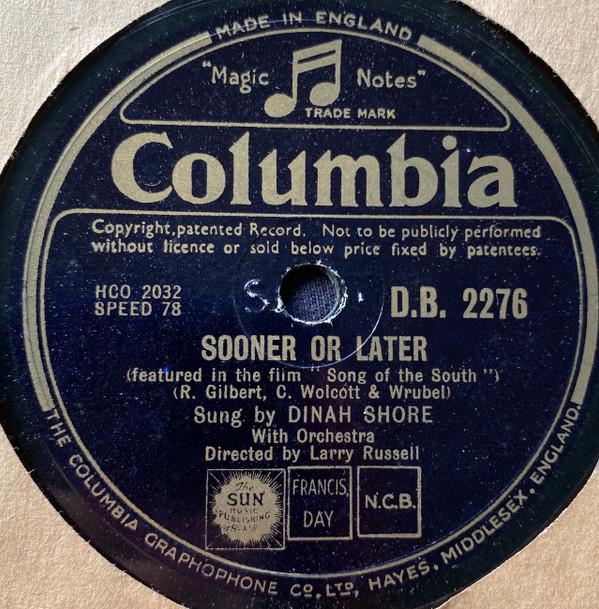 MADE IN ENGLAND
"Magic Notes"
TRADE MARK
Columbia
Copyright, patented Record. Not to be publicly performed
without licence or sold below price fixed by patentees.
HCO 2032
SPEED 78
D.B. 2276
SOONER OR LATER
(featured in the film "Song of the South")
(R. Gilbert, C. Wolcott & Wrubel)
Sung by DINAH SHORE
With Orchestra
Directed by Larry Russell
The
SUN
MUSIC
PUBLISHING
FRANCIS,
DAY
N.C.B.
THE COLUMBIA GRAPHOPHONE CO., LTD, HAYES, MIDDLESEX, ENGLAND.